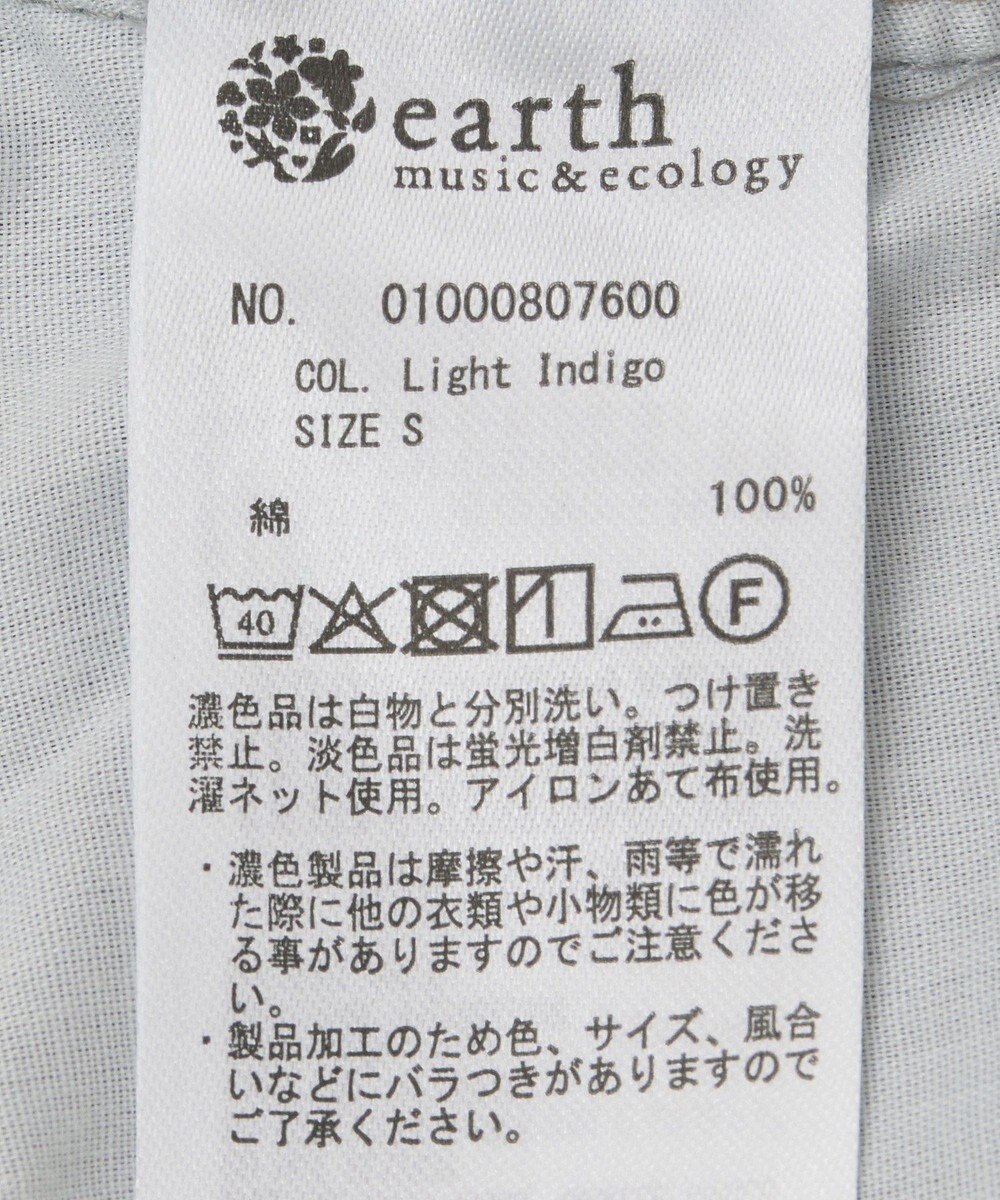 earth
music & ecology
NO. 01000807600
COL. Light Indigo
SIZE S
綿 100%
40 F
濃色品は白物と分別洗い。つけ置き
禁止。淡色品は蛍光増白剤禁止。洗
濯ネット使用。アイロンあて布使用。
・濃色製品は摩擦や汗、雨等で濡れ
た際に他の衣類や小物類に色が移
る事がありますのでご注意くださ
い。
・製品加工のため色、サイズ、風合
いなどにバラつきがありますので
ご了承ください。